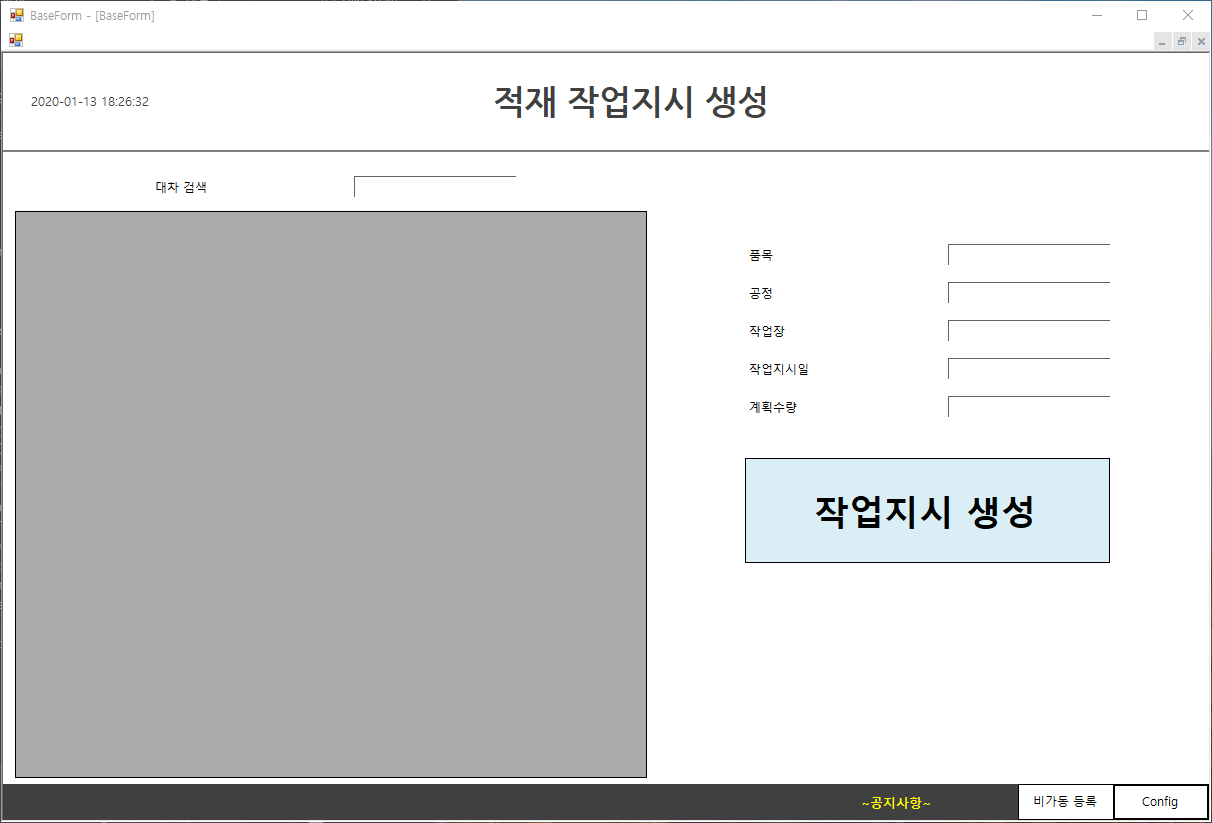 BaseForm - [BaseForm]
2020-01-13 18:26:32
적재 작업지시 생성
대차 검색
품목
공정
작업장
작업지시일
계획수량
작업지시 생성
~공지사항~
비가동 등록
Config